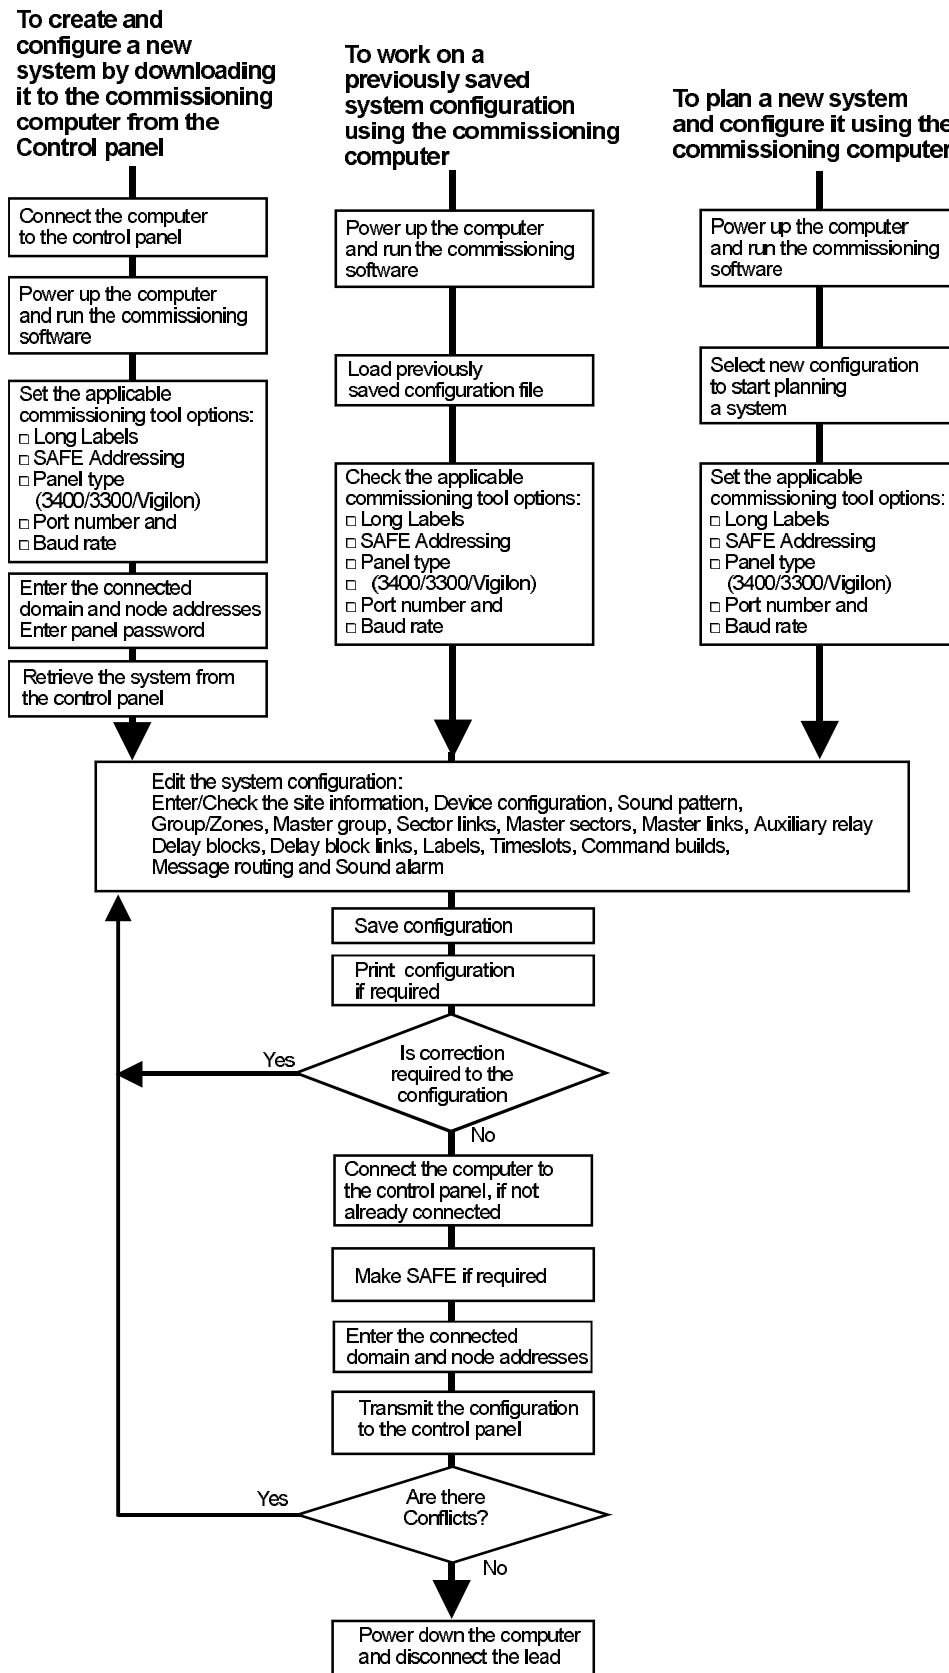 To create and
configure a new
system by downloading
it to the commissioning
computer from the
Control panel
Connect the computer
to the control panel
Power up the computer
and run the commissioning
software
Set the applicable
commissioning tool options:
□ Long Labels
□ SAFE Addressing
□ Panel type
(3400/3300/Vigilon)
□ Port number and
□ Baud rate
Enter the connected
domain and node addresses
Enter panel password
Retrieve the system from
the control panel
To work on a
previously saved
system configuration
using the commissioning
computer
Power up the computer
and run the commissioning
software
Load previously
saved configuration file
Check the applicable
commissioning tool options:
□ Long Labels
□ SAFE Addressing
□ Panel type
□ (3400/3300/Vigilon)
□ Port number and
□ Baud rate
To plan a new system
and configure it using the
commissioning computer
Power up the computer
and run the commissioning
software
Select new configuration
to start planning
a system
Set the applicable
commissioning tool options:
□ Long Labels
□ SAFE Addressing
□ Panel type
(3400/3300/Vigilon)
□ Port number and
□ Baud rate
Edit the system configuration:
Enter/Check the site information, Device configuration, Sound pattern,
Group/Zones, Master group, Sector links, Master sectors, Master links, Auxiliary relay
Delay blocks, Delay block links, Labels, Timeslots, Command builds,
Message routing and Sound alarm
Save configuration
Print configuration
if required
Is correction
required to the
configuration
Yes
No
Connect the computer to
the control panel, if not
already connected
Make SAFE if required
Enter the connected
domain and node addresses
Transmit the configuration
to the control panel
Are there
Conflicts?
Yes
No
Power down the computer
and disconnect the lead